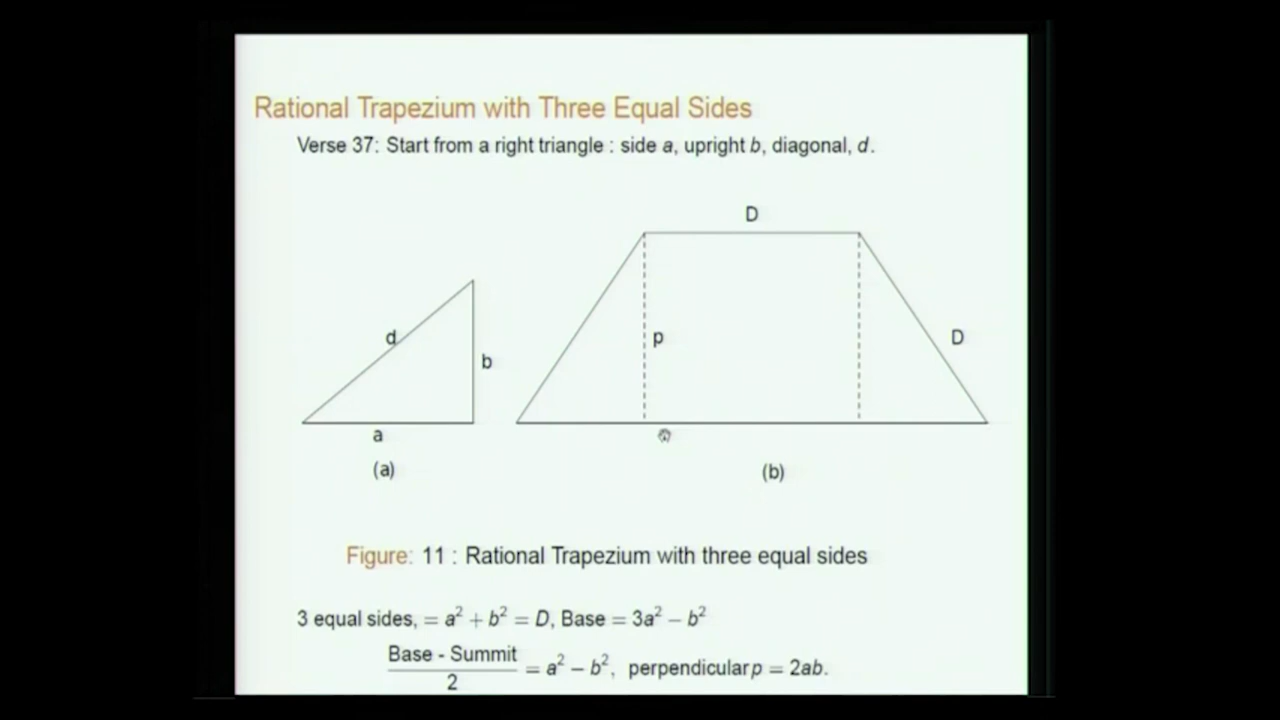 Rational Trapezium with Three Equal Sides
Verse 37: Start from a right triangle : side a, upright b, diagonal, d.
D
d
b
p
D
a
(a)
(b)
Figure: 11 : Rational Trapezium with three equal sides
3 equal sides, = a² + b² = D, Base = 3a² − b²
Base - Summit / 2 = a² − b², perpendicular p = 2ab.